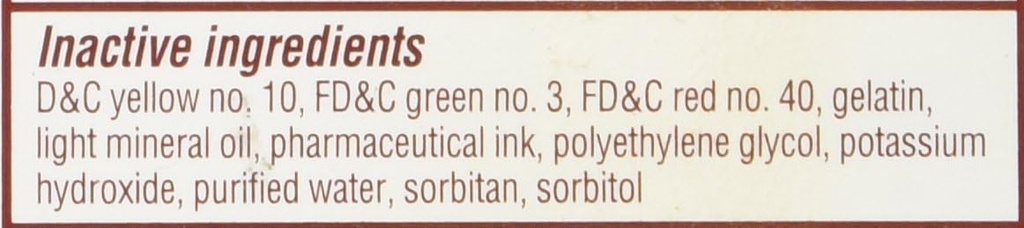 Inactive ingredients
D&C yellow no. 10, FD&C green no. 3, FD&C red no. 40, gelatin,
light mineral oil, pharmaceutical ink, polyethylene glycol, potassium
hydroxide, purified water, sorbitan, sorbitol